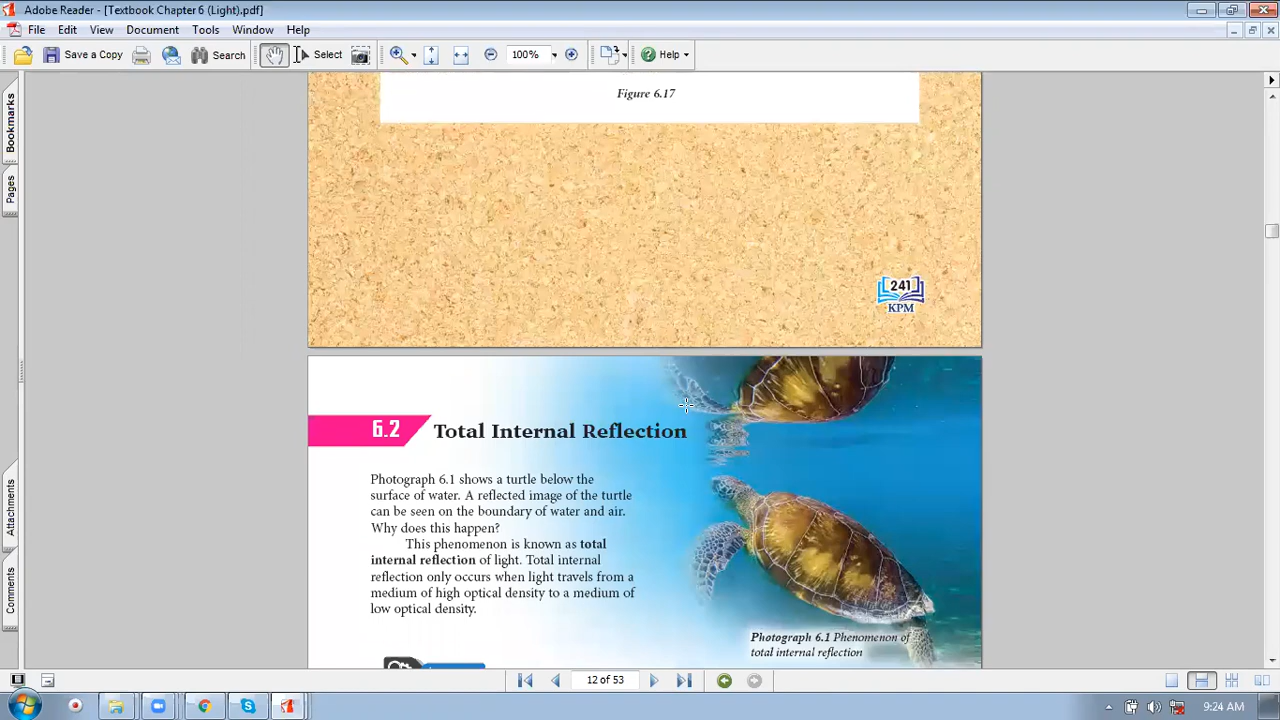 Adobe Reader - [Textbook Chapter 6 (Light).pdf]
File Edit View Document Tools Window Help
Save a Copy Search Select 100% Help
Bookmarks
Pages
Attachments
Comments
Figure 6.17
241
KPM
6.2 Total Internal Reflection
Photograph 6.1 shows a turtle below the
surface of water. A reflected image of the turtle
can be seen on the boundary of water and air.
Why does this happen?
This phenomenon is known as total
internal reflection of light. Total internal
reflection only occurs when light travels from a
medium of high optical density to a medium of
low optical density.
Photograph 6.1 Phenomenon of
total internal reflection
12 of 53
9:24 AM